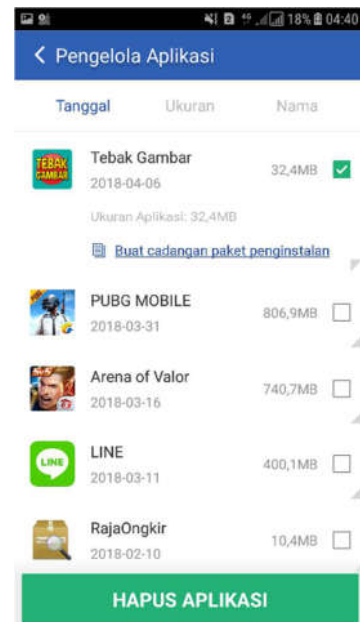 18% 04:40
Pengelola Aplikasi
Tanggal Ukuran Nama
TEBAK GAMBAR
Tebak Gambar
2018-04-06
32,4MB
Ukuran Aplikasi: 32,4MB
Buat cadangan paket penginstalan
PUBG MOBILE
2018-03-31
806,9MB
5v5
Arena of Valor
2018-03-16
740,7MB
LINE
LINE
2018-03-11
400,1MB
RajaOngkir
2018-02-10
10,4MB
HAPUS APLIKASI